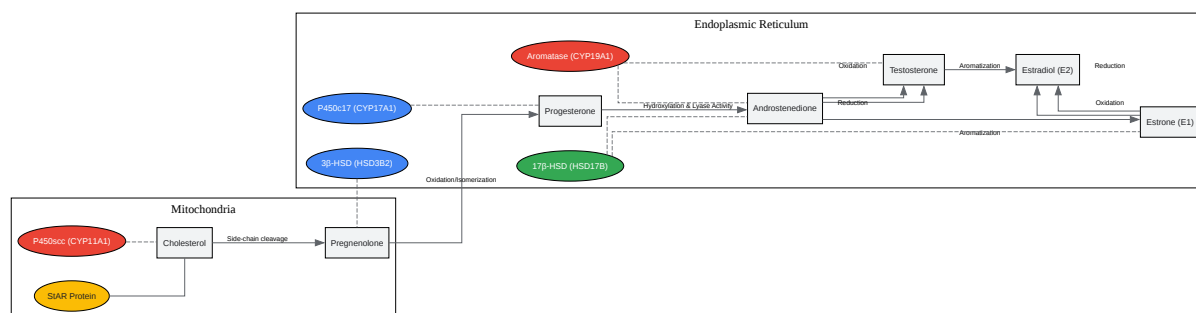 Endoplasmic Reticulum
Aromatase (CYP19A1)
Oxidation
Testosterone
Aromatization
Estradiol (E2)
Reduction
P450c17 (CYP17A1)
Progesterone
Hydroxylation & Lyase Activity
Androstenedione
Reduction
Oxidation
Estrone (E1)
Aromatization
3β-HSD (HSD3B2)
17β-HSD (HSD17B)
Oxidation/Isomerization
Mitochondria
P450scc (CYP11A1)
Cholesterol
Side-chain cleavage
Pregnenolone
StAR Protein